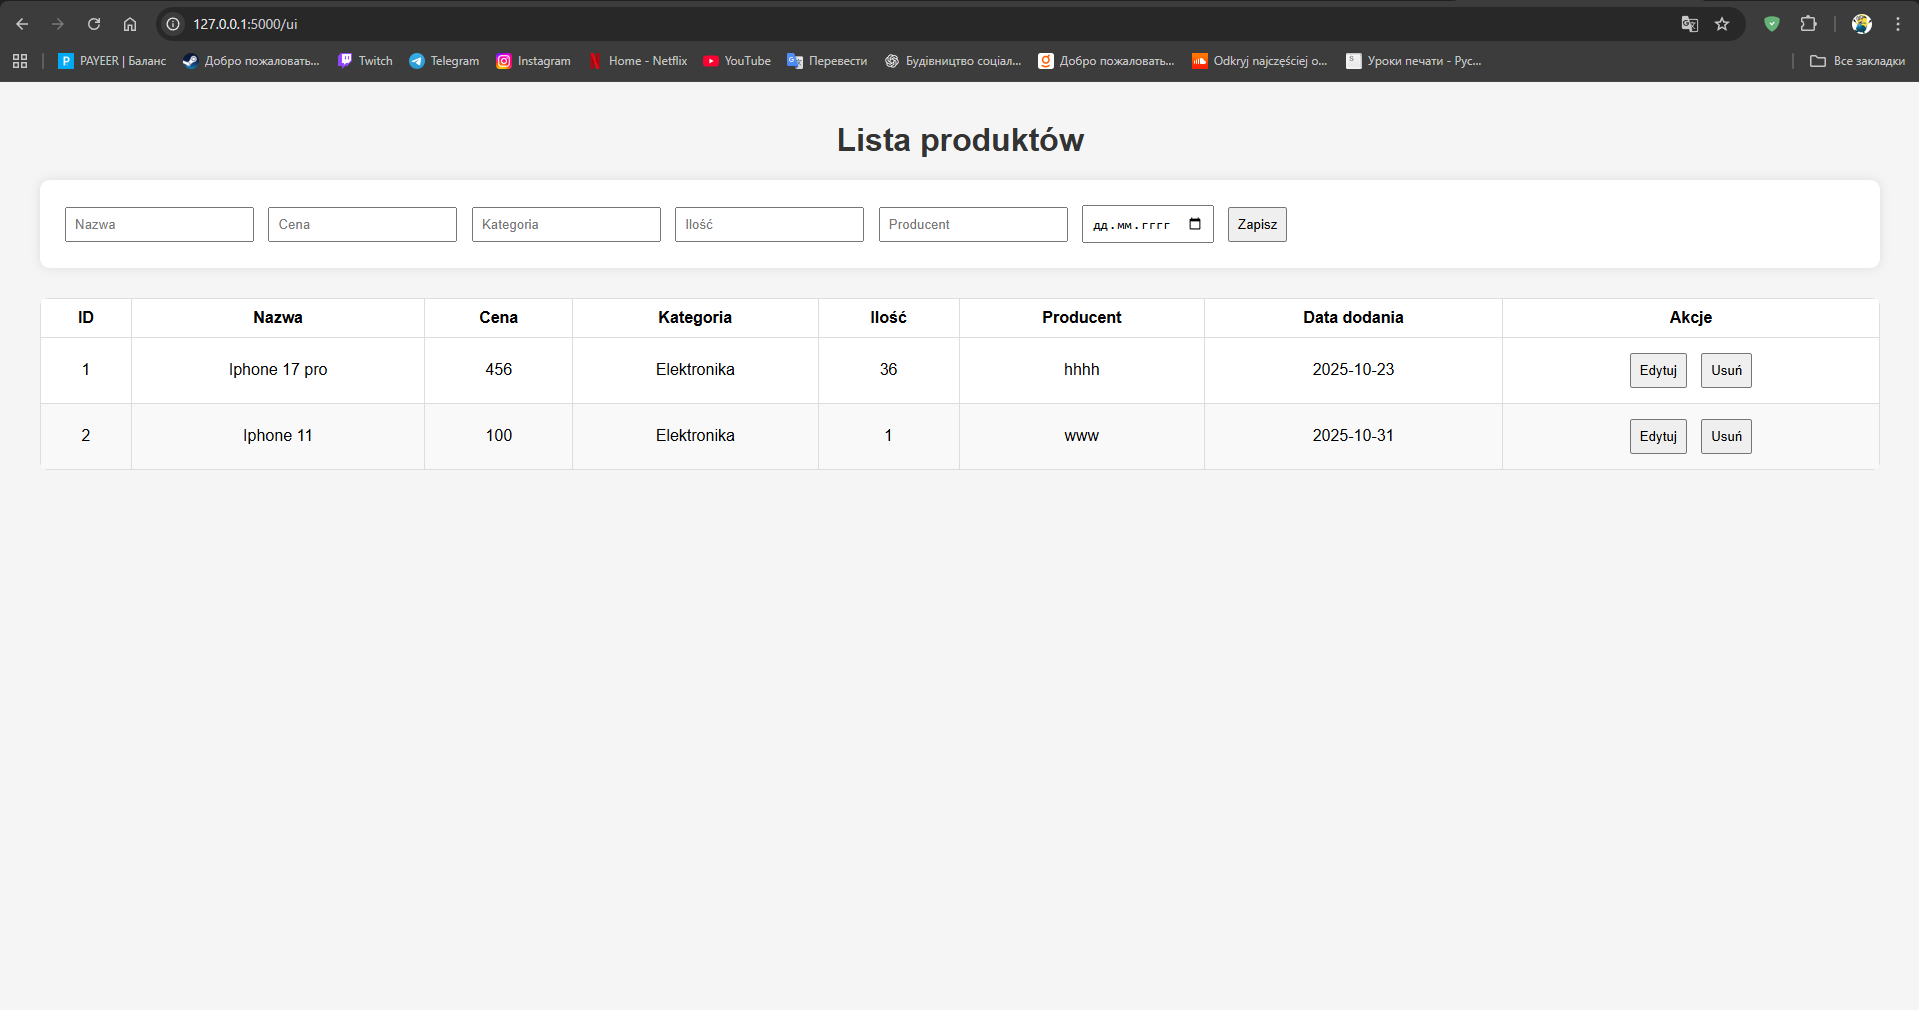 127.0.0.1:5000/ui
PAYEER | Баланс Добро пожаловать... Twitch Telegram Instagram Home - Netflix YouTube Перевести Будівництво соціал... Добро пожаловать... Odkryj najczęściej o... Уроки печати - Рус... Все закладки
Lista produktów
Nazwa Cena Kategoria Ilość Producent дд.мм.гггг Zapisz
ID Nazwa Cena Kategoria Ilość Producent Data dodania Akcje
1 Iphone 17 pro 456 Elektronika 36 hhhh 2025-10-23 Edytuj Usuń
2 Iphone 11 100 Elektronika 1 www 2025-10-31 Edytuj Usuń